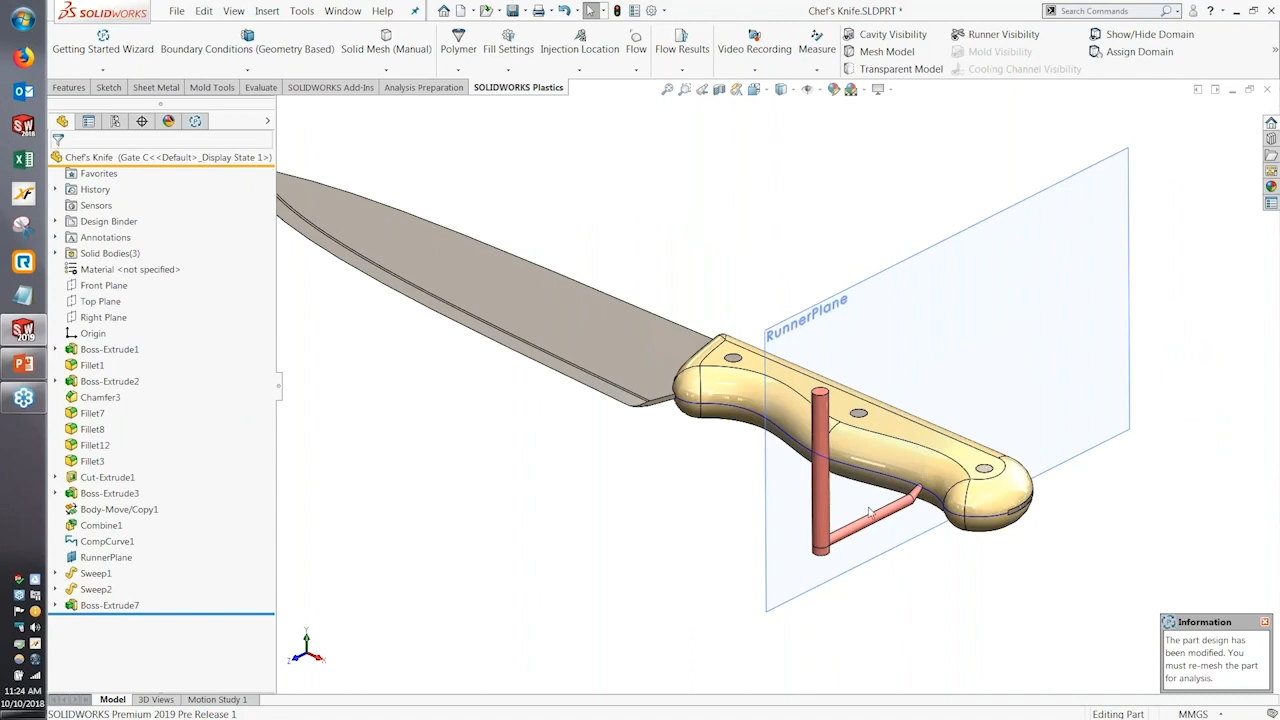 SOLIDWORKS File Edit View Insert Tools Window Help
Chef's Knife.SLDPRT *
Search Commands
Getting Started Wizard Boundary Conditions (Geometry Based) Solid Mesh (Manual) Polymer Fill Settings Injection Location Flow Flow Results Video Recording Measure
Cavity Visibility Runner Visibility Show/Hide Domain
Mesh Model Mold Visibility Assign Domain
Transparent Model Cooling Channel Visibility
Features Sketch Sheet Metal Mold Tools Evaluate SOLIDWORKS Add-Ins Analysis Preparation SOLIDWORKS Plastics
Chef's Knife (Gate C<<Default>_Display State 1>)
Favorites
History
Sensors
Design Binder
Annotations
Solid Bodies(3)
Material <not specified>
Front Plane
Top Plane
Right Plane
Origin
Boss-Extrude1
Fillet1
Boss-Extrude2
Chamfer3
Fillet7
Fillet8
Fillet12
Fillet3
Cut-Extrude1
Boss-Extrude3
Body-Move/Copy1
Combine1
CompCurve1
RunnerPlane
Sweep1
Sweep2
Boss-Extrude7
RunnerPlane
Y
Z
X
Information
The part design has
been modified. You
must re-mesh the part
for analysis.
Model 3D Views Motion Study 1
SOLIDWORKS Premium 2019 Pre Release 1
Editing Part MMGS
SW
2018
SW
2019
11:24 AM
10/10/2018